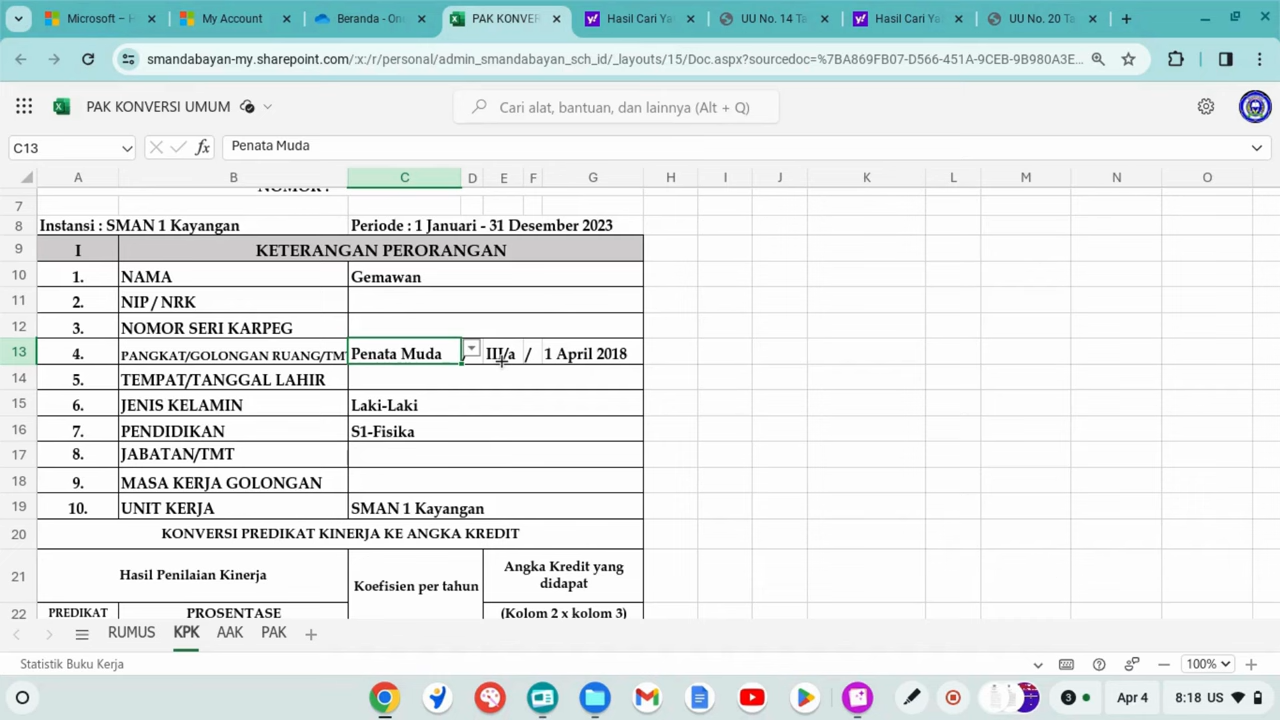 Microsoft –
My Account
Beranda - On
PAK KONVER
Hasil Cari Ya
UU No. 14 Ta
Hasil Cari Ya
UU No. 20 Ta
smandabayan-my.sharepoint.com/:x:/r/personal/admin_smandabayan_sch_id/_layouts/15/Doc.aspx?sourcedoc=%7BA869FB07-D566-451A-9CEB-9B980A3E...
PAK KONVERSI UMUM
Cari alat, bantuan, dan lainnya (Alt + Q)
C13
fx
Penata Muda
A B C D E F G H I J K L M N O
NOMOR :
7
8 Instansi : SMAN 1 Kayangan Periode : 1 Januari - 31 Desember 2023
9 I KETERANGAN PERORANGAN
10 1. NAMA Gemawan
11 2. NIP / NRK
12 3. NOMOR SERI KARPEG
13 4. PANGKAT/GOLONGAN RUANG/TMT Penata Muda / III/a / 1 April 2018
14 5. TEMPAT/TANGGAL LAHIR
15 6. JENIS KELAMIN Laki-Laki
16 7. PENDIDIKAN S1-Fisika
17 8. JABATAN/TMT
18 9. MASA KERJA GOLONGAN
19 10. UNIT KERJA SMAN 1 Kayangan
20 KONVERSI PREDIKAT KINERJA KE ANGKA KREDIT
21 Hasil Penilaian Kinerja Koefisien per tahun Angka Kredit yang didapat
22 PREDIKAT PROSENTASE (Kolom 2 x kolom 3)
RUMUS KPK AAK PAK
Statistik Buku Kerja
100%
3
Apr 4
8:18 US